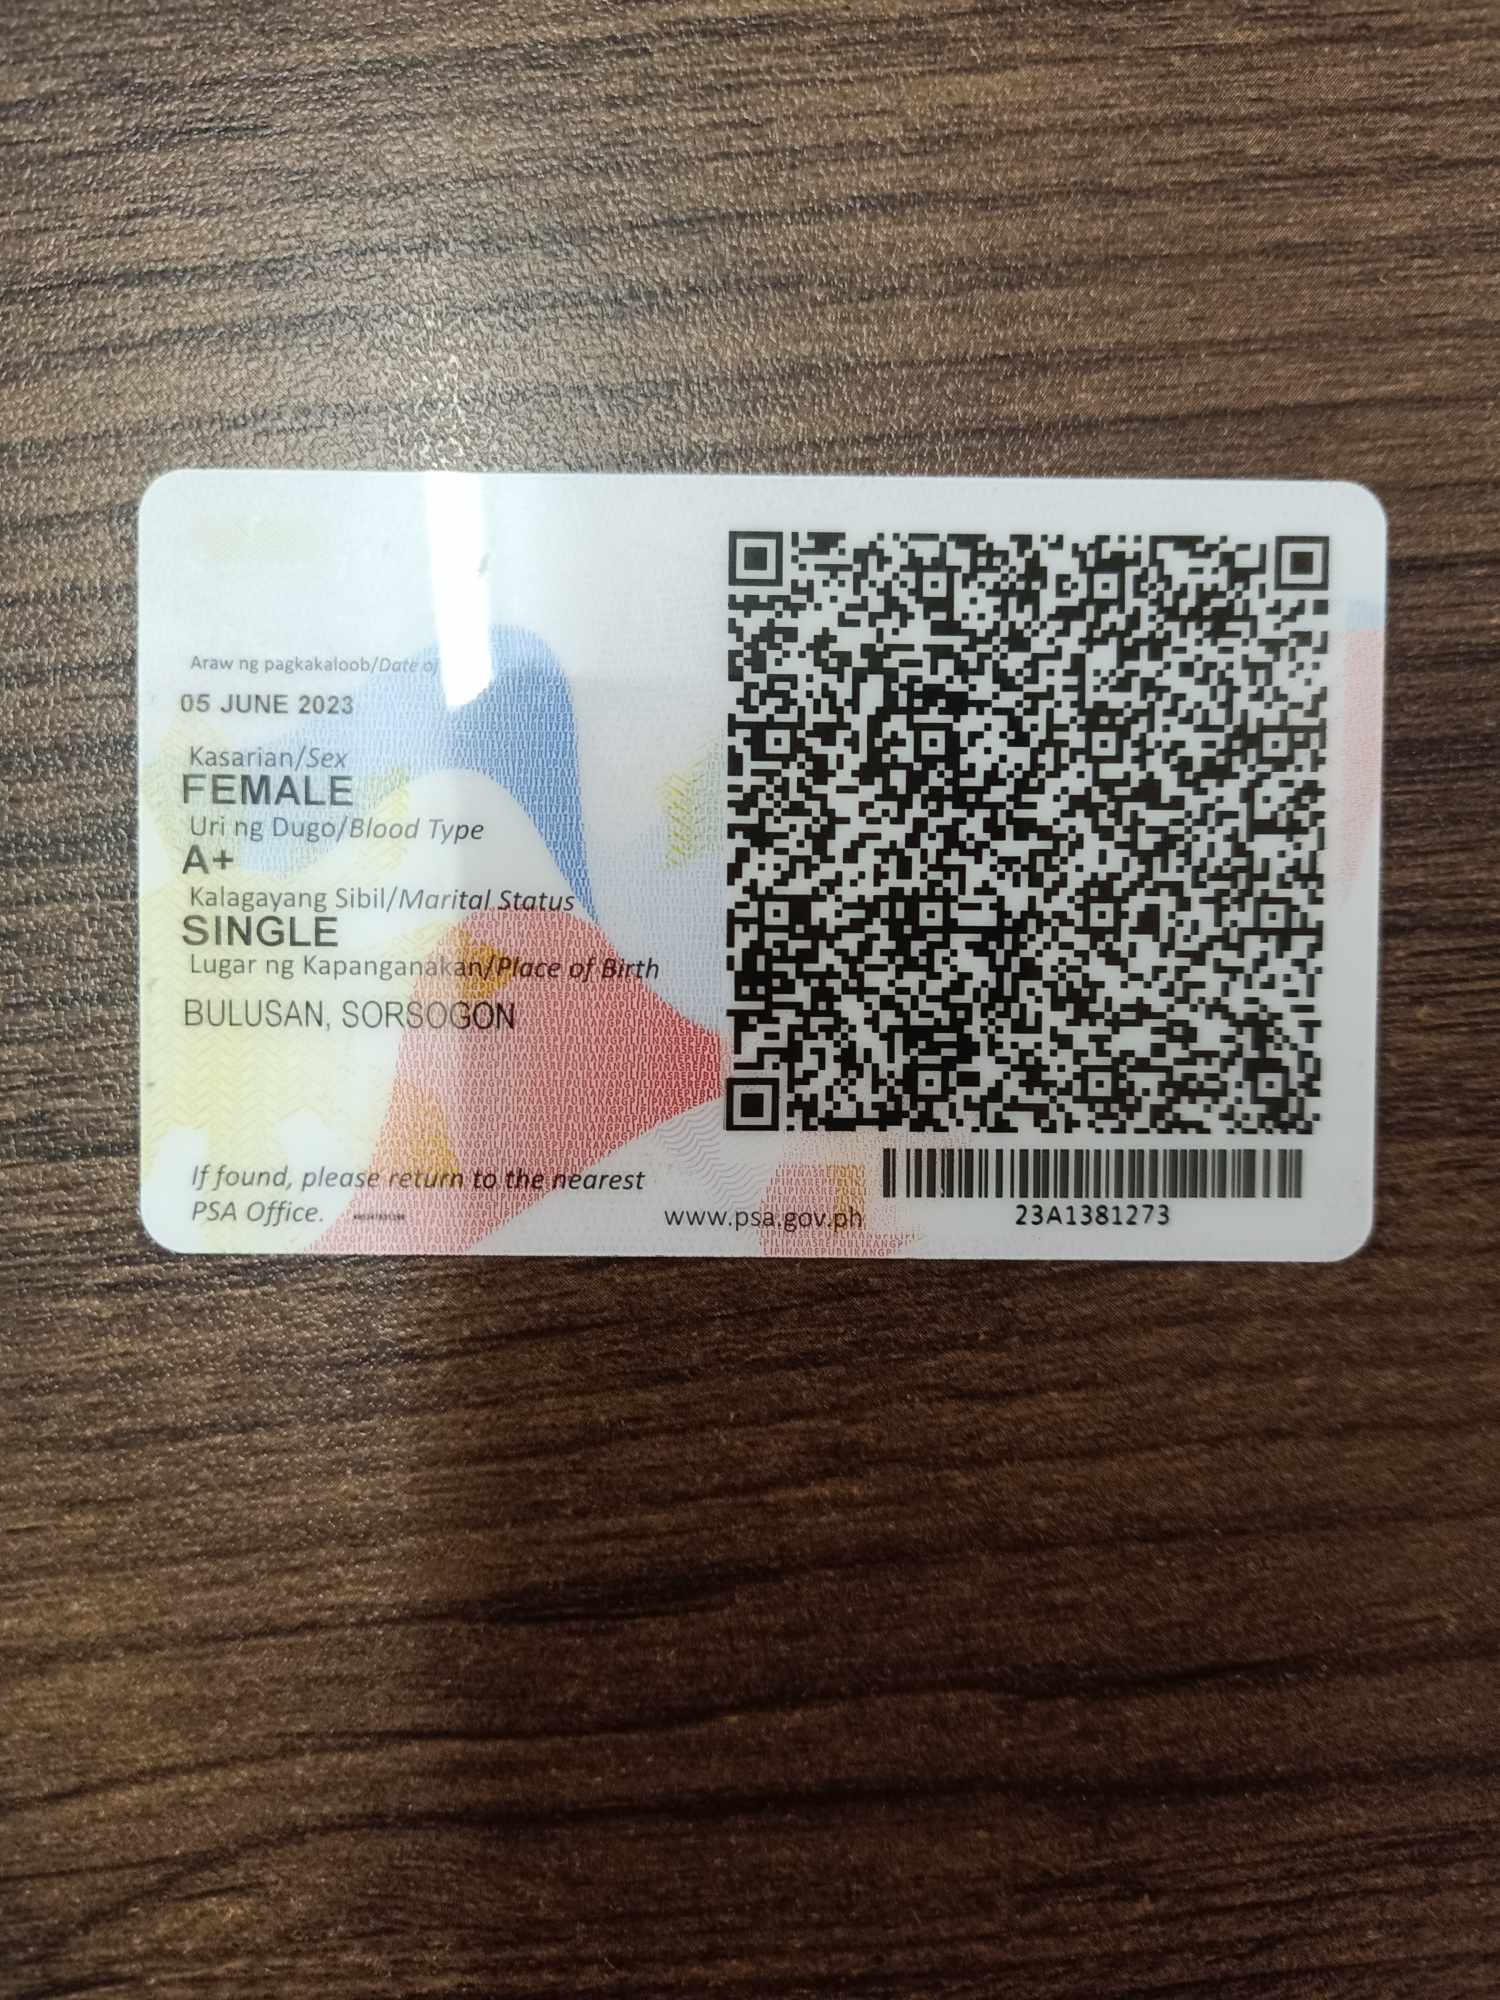 Araw ng pagkakaloob/Date of
05 JUNE 2023
Kasarian/Sex
FEMALE
Uri ng Dugo/Blood Type
A+
Kalagayang Sibil/Marital Status
SINGLE
Lugar ng Kapanganakan/Place of Birth
BULUSAN, SORSOGON
If found, please return to the nearest
PSA Office.
www.psa.gov.ph
23A1381273